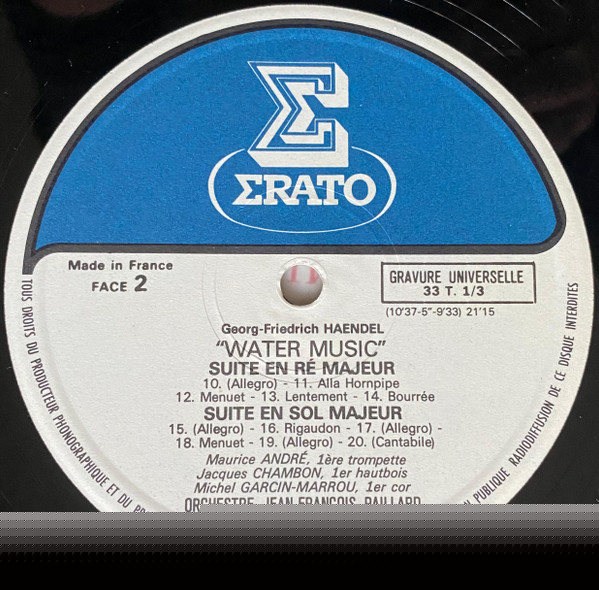 ΣRATO
Made in France
FACE 2
GRAVURE UNIVERSELLE
33 T. 1/3
(10'37-5"-9'33) 21'15
Georg-Friedrich HAENDEL
"WATER MUSIC"
SUITE EN RÉ MAJEUR
10. (Allegro) - 11. Alla Hornpipe
12. Menuet - 13. Lentement - 14. Bourrée
SUITE EN SOL MAJEUR
15. (Allegro) - 16. Rigaudon - 17. (Allegro) -
18. Menuet - 19. (Allegro) - 20. (Cantabile)
Maurice ANDRÉ, 1ère trompette
Jacques CHAMBON, 1er hautbois
Michel GARCIN-MARROU, 1er cor
ORCHESTRE JEAN-FRANÇOIS PAILLARD
TOUS DROITS DU PRODUCTEUR PHONOGRAPHIQUE ET DU
PUBLIQUE RADIODIFFUSION DE CE DISQUE INTERDITES